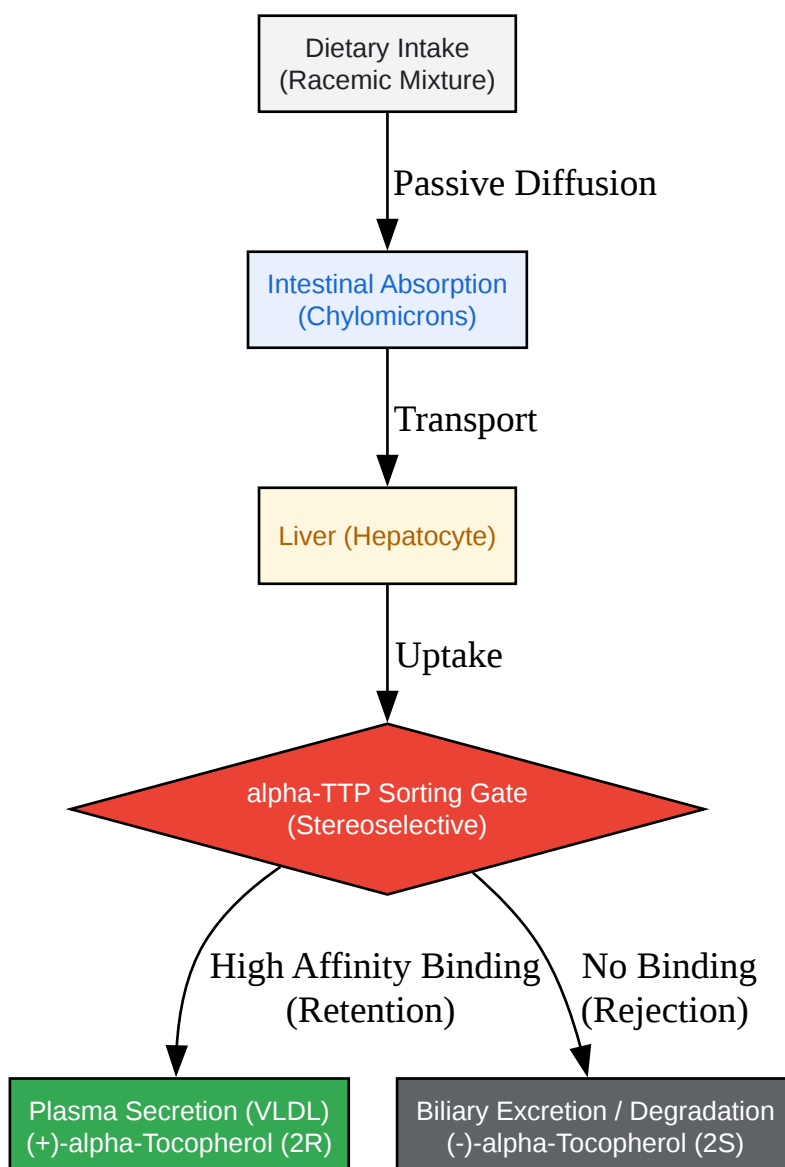 Dietary Intake
(Racemic Mixture)
Passive Diffusion
Intestinal Absorption
(Chylomicrons)
Transport
Liver (Hepatocyte)
Uptake
alpha-TTP Sorting Gate
(Stereoselective)
High Affinity Binding
(Retention)
No Binding
(Rejection)
Plasma Secretion (VLDL)
(+)-alpha-Tocopherol (2R)
Biliary Excretion / Degradation
(-)-alpha-Tocopherol (2S)